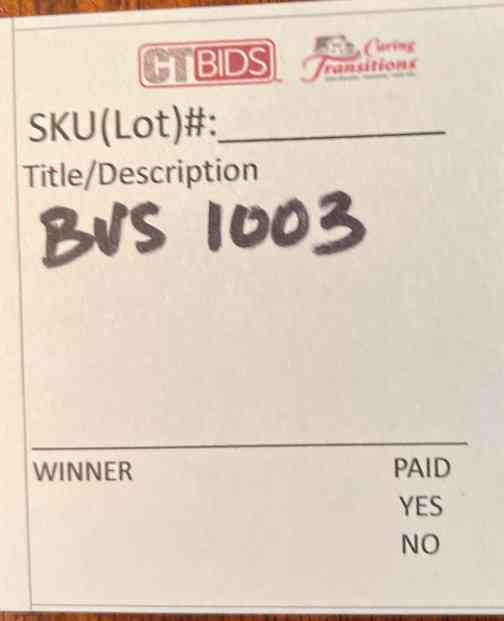 CTBIDS
Caring
Transitions
SKU(Lot)#:
Title/Description
BVS 1003
WINNER PAID
YES
NO